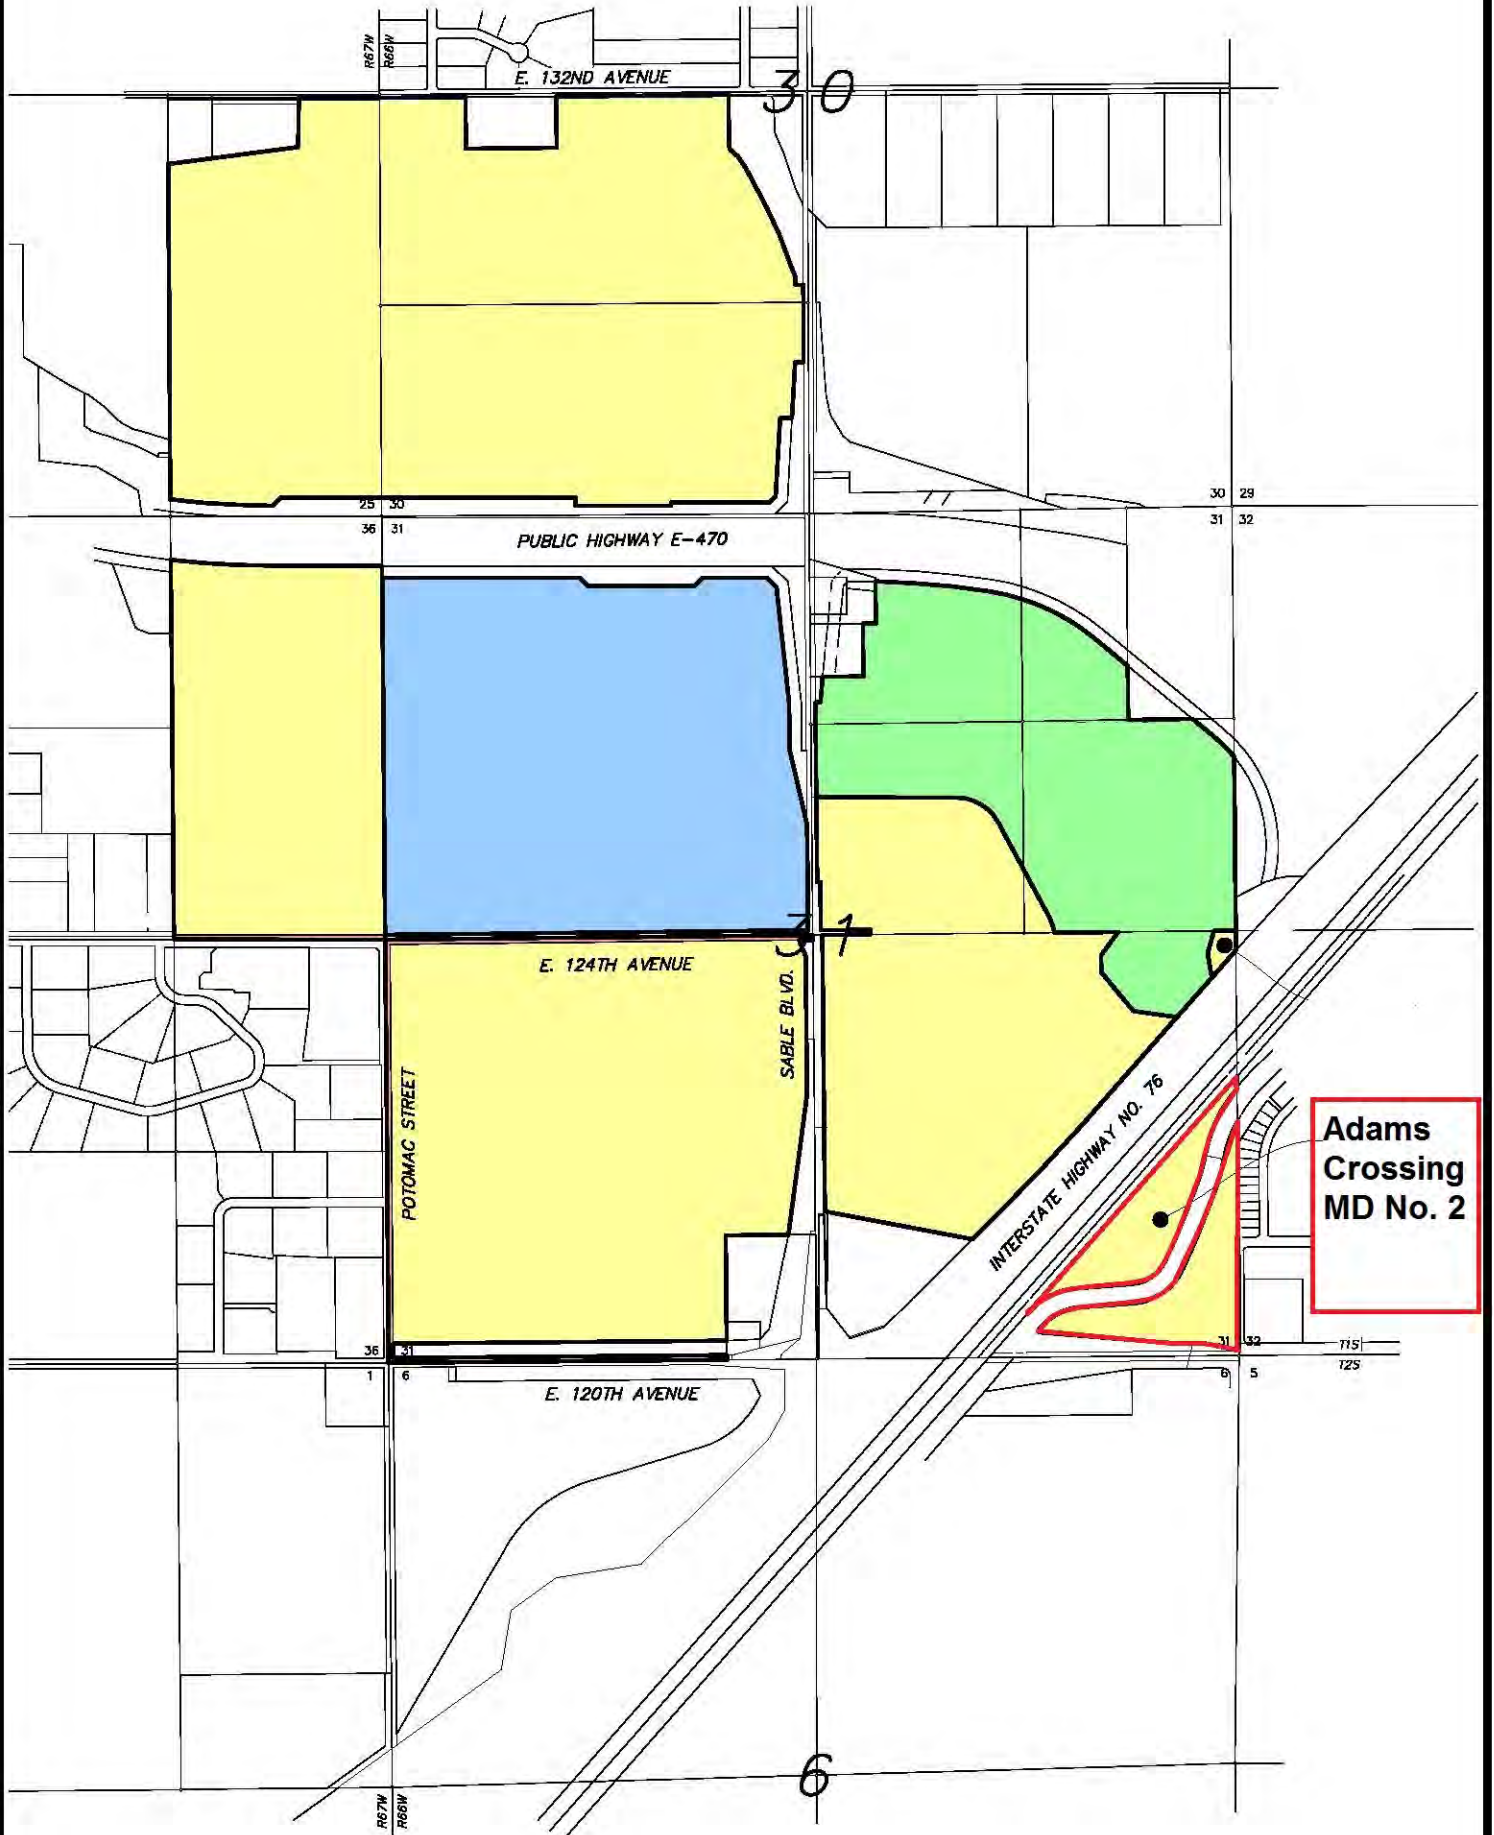 R67W
R66W
E. 132ND AVENUE
30
25 30
36 31
30 29
31 32
PUBLIC HIGHWAY E-470
31
E. 124TH AVENUE
SABLE BLVD.
POTOMAC STREET
INTERSTATE HIGHWAY NO. 76
Adams
Crossing
MD No. 2
36 31
1 6
31 32
6 5
T1S
T2S
E. 120TH AVENUE
6
R67W
R66W